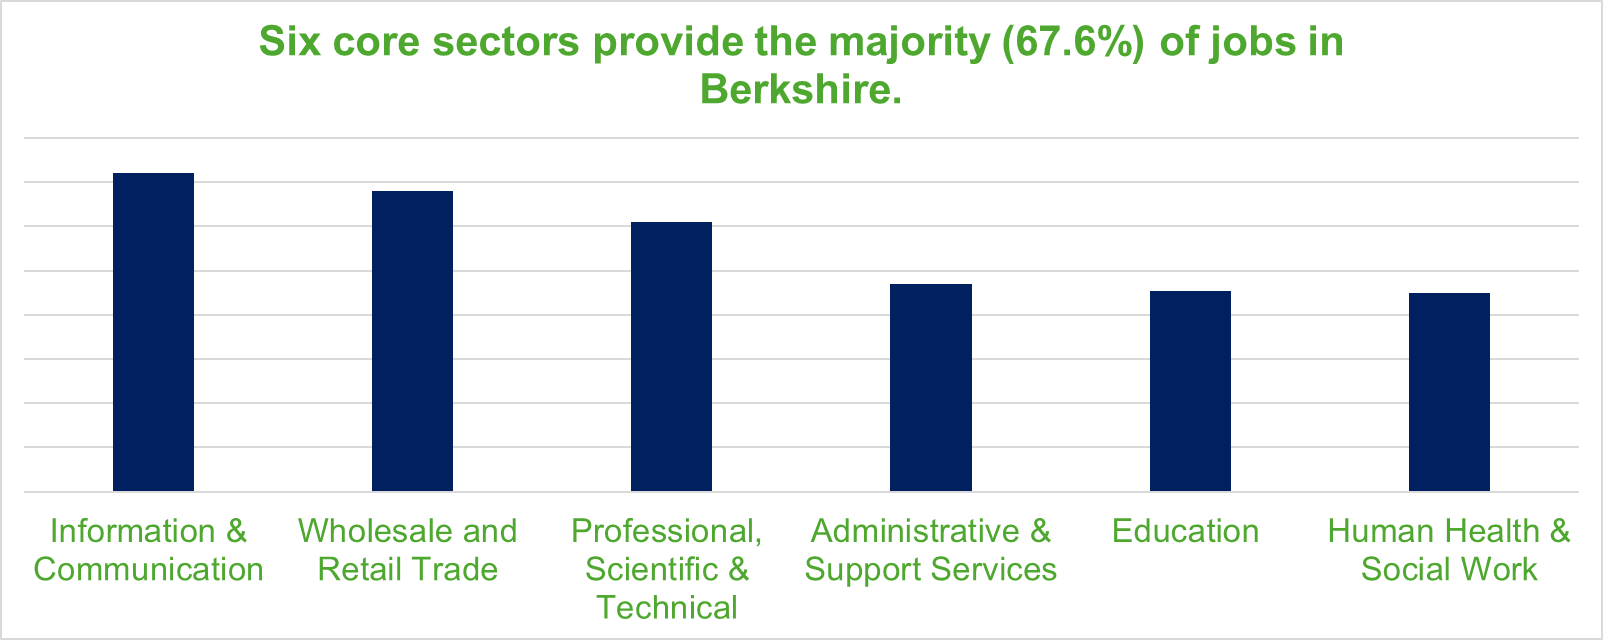 Six core sectors provide the majority (67.6%) of jobs in
Berkshire.
Information &
Communication
Wholesale and
Retail Trade
Professional,
Scientific &
Technical
Administrative &
Support Services
Education
Human Health &
Social Work